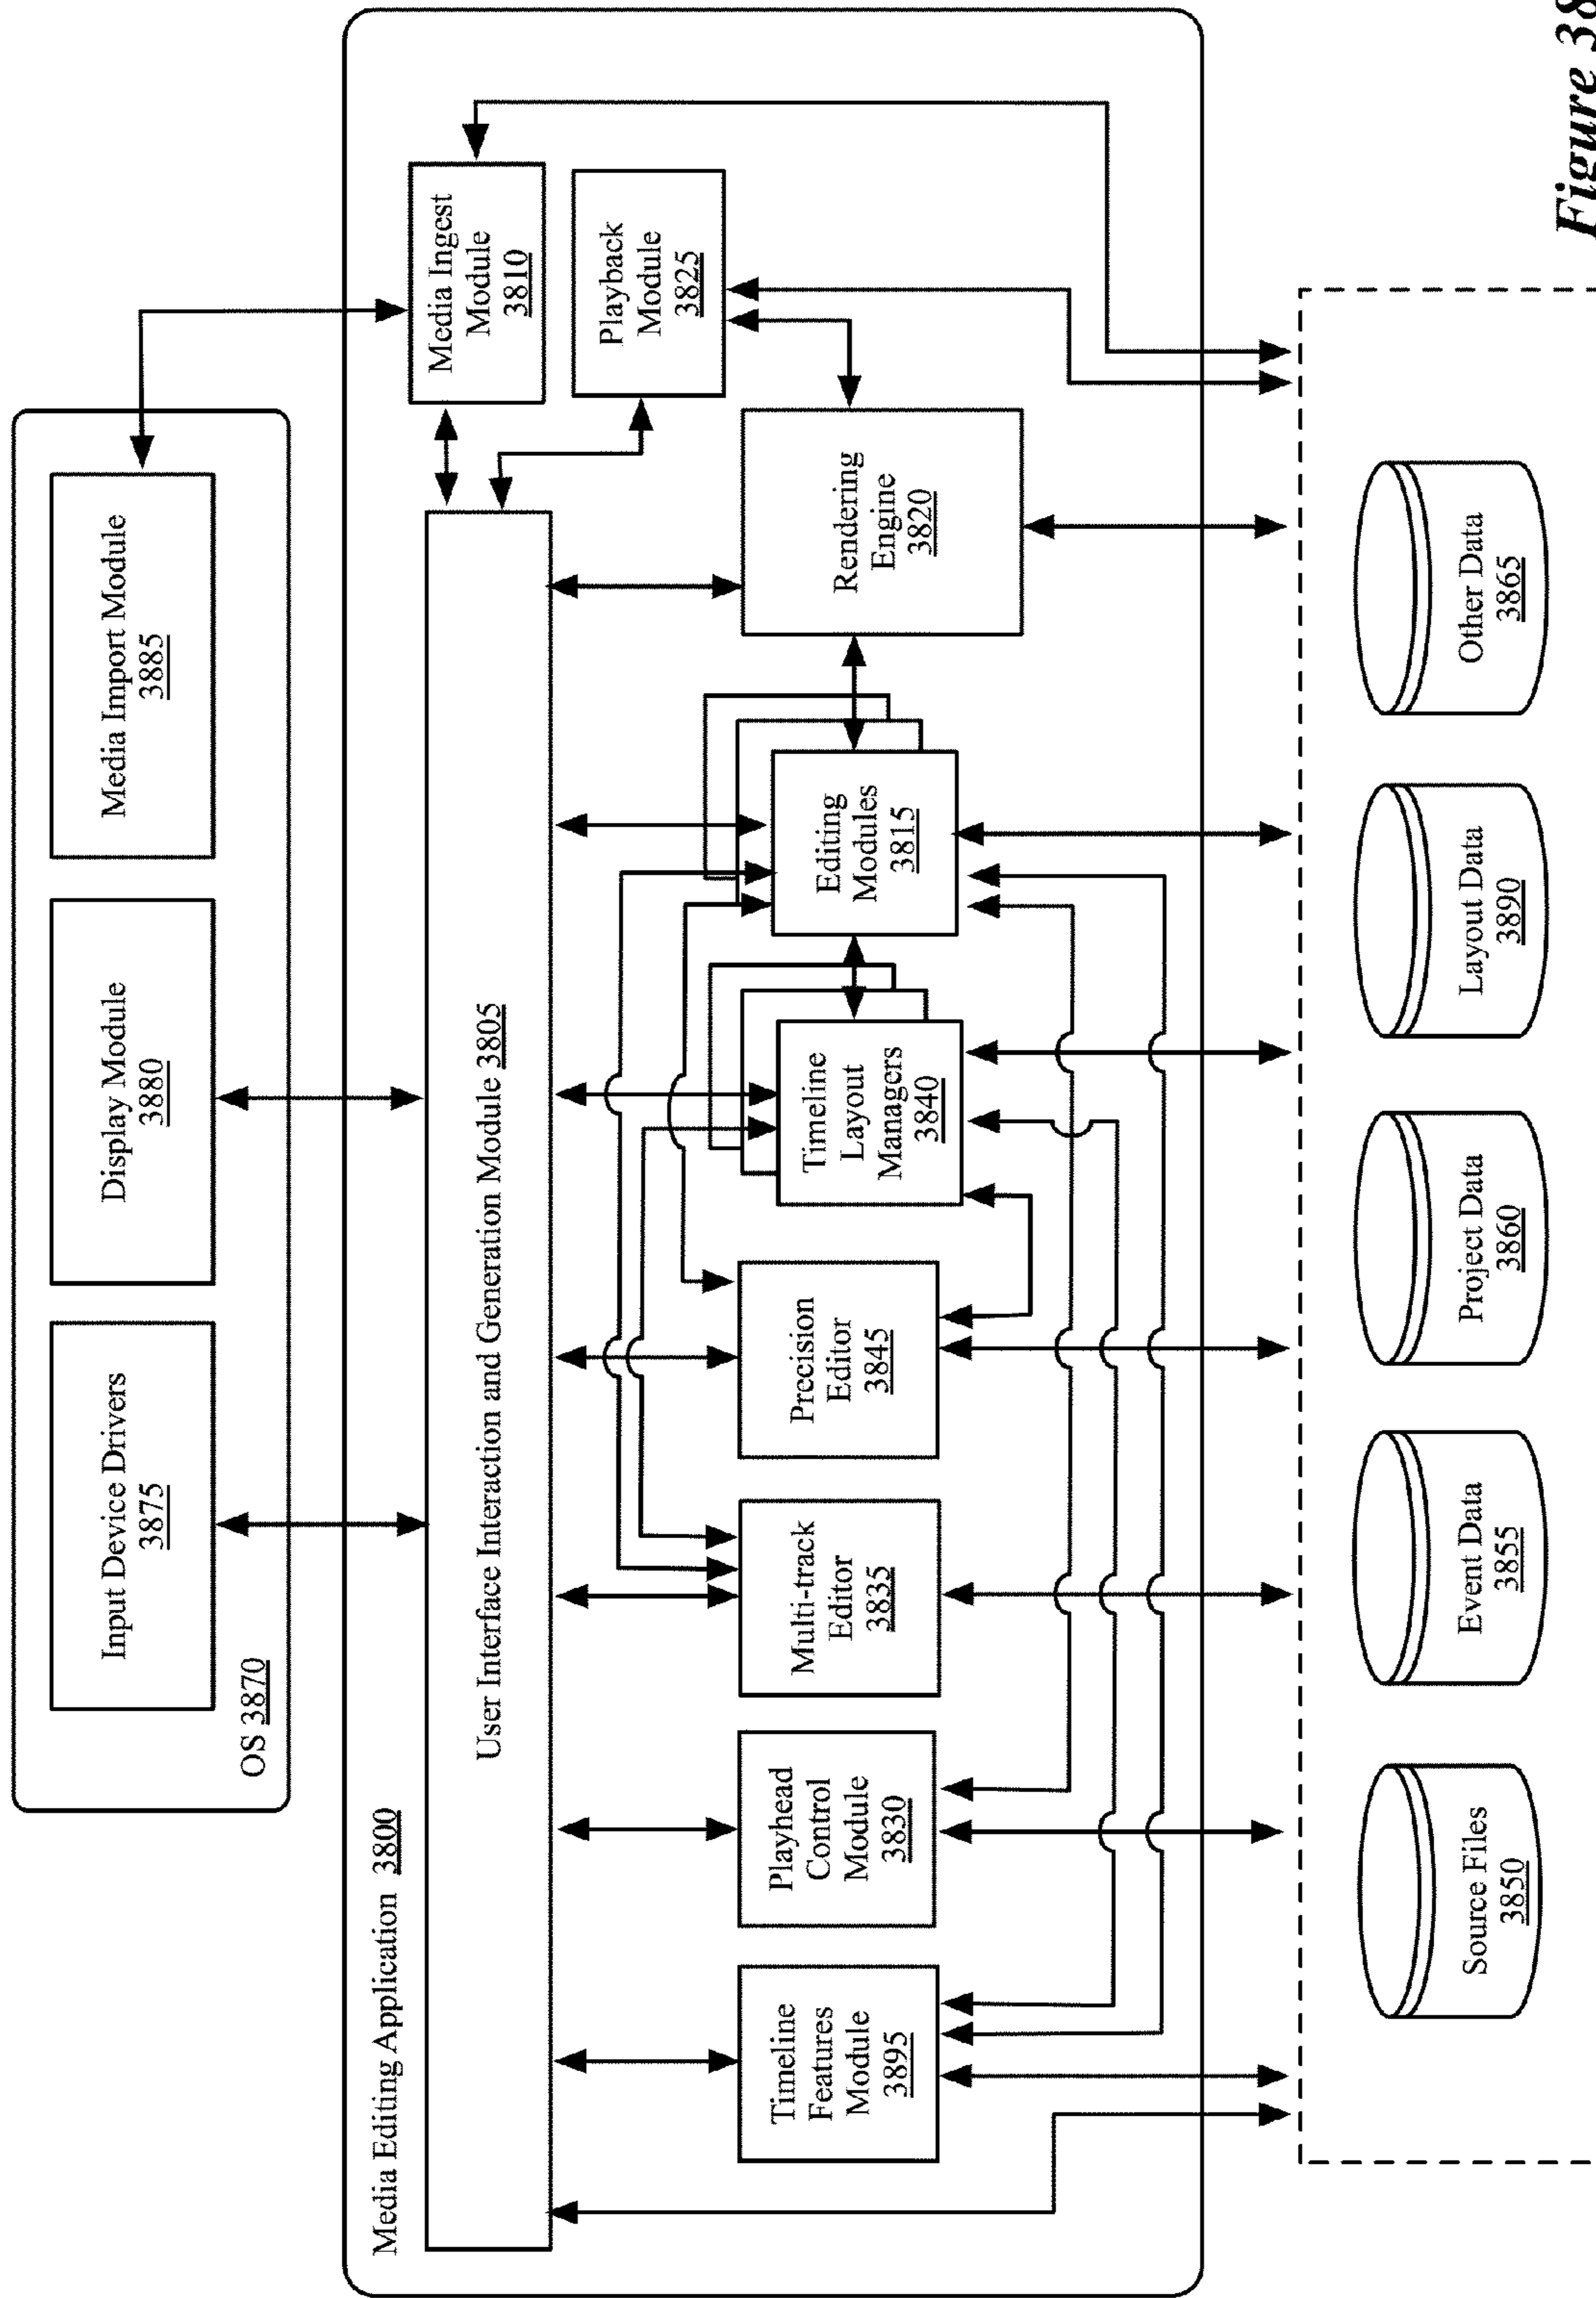 Input Device Drivers
3875
Display Module
3880
Media Import Module
3885
OS 3870
Media Editing Application 3800
User Interface Interaction and Generation Module 3805
Media Ingest
Module
3810
Playback
Module
3825
Timeline
Features
Module
3895
Playhead
Control
Module
3830
Multi-track
Editor
3835
Precision
Editor
3845
Timeline
Layout
Managers
3840
Editing
Modules
3815
Rendering
Engine
3820
Source Files
3850
Event Data
3855
Project Data
3860
Layout Data
3890
Other Data
3865
Figure 38